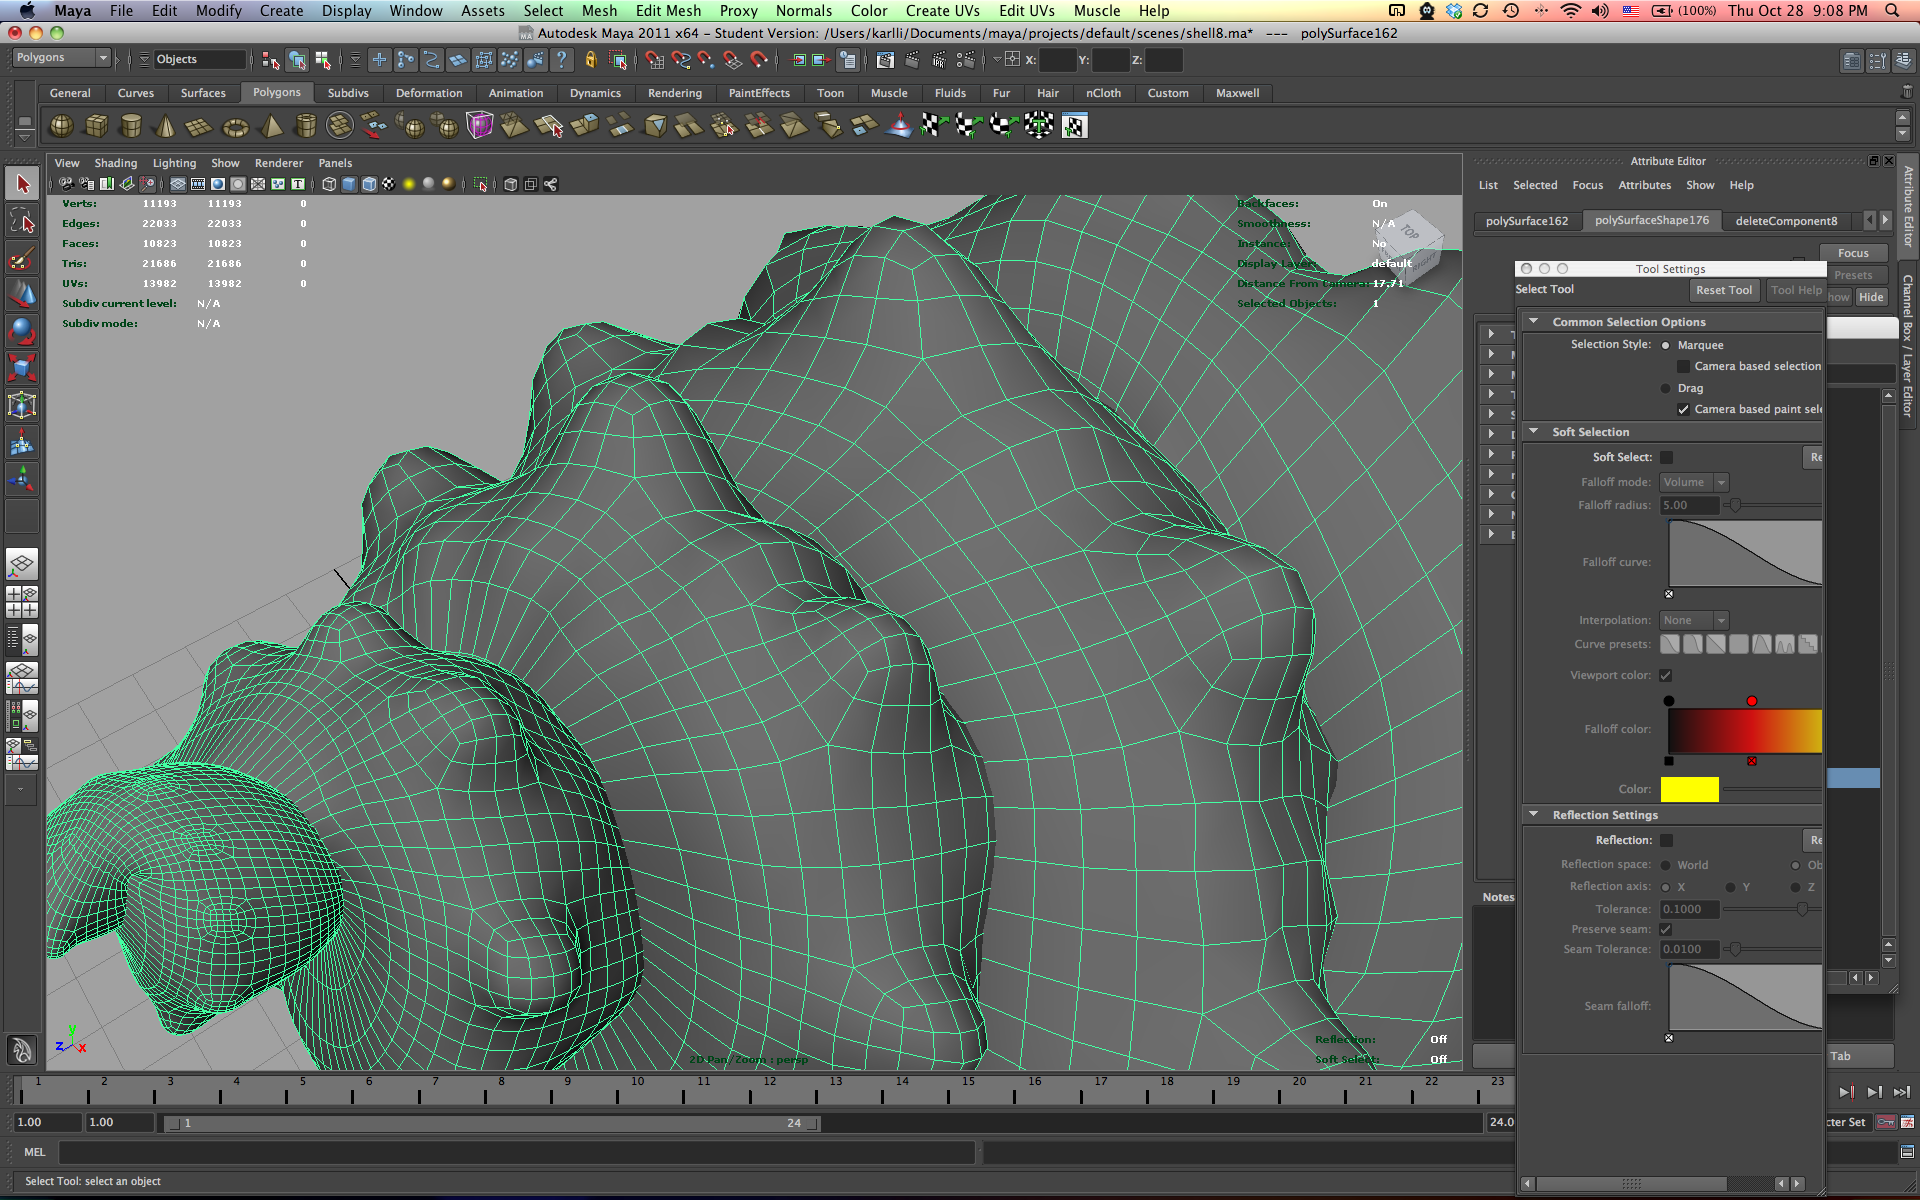 Maya File Edit Modify Create Display Window Assets Select Mesh Edit Mesh Proxy Normals Color Create UVs Edit UVs Muscle Help (100%) Thu Oct 28 9:08 PM
Autodesk Maya 2011 x64 - Student Version: /Users/karlli/Documents/maya/projects/default/scenes/shell8.ma* --- polySurface162
Polygons Objects X: Y: Z:
General Curves Surfaces Polygons Subdivs Deformation Animation Dynamics Rendering PaintEffects Toon Muscle Fluids Fur Hair nCloth Custom Maxwell
View Shading Lighting Show Renderer Panels
Verts: 11193 11193 0
Edges: 22033 22033 0
Faces: 10823 10823 0
Tris: 21686 21686 0
UVs: 13982 13982 0
Subdiv current level: N/A
Subdiv mode: N/A
Backfaces: On
Smoothness: N/A
Instance: No
Display Layer: default
Distance From Camera: 17.71
Selected Objects: 1
TOP
RIGHT
Reflection: Off
Soft Select: Off
2D Pan/Zoom : persp
y
z x
Attribute Editor
List Selected Focus Attributes Show Help
polySurface162 polySurfaceShape176 deleteComponent8
Focus
Presets
how Hide
Attribute Editor
Channel Box / Layer Editor
Notes
Tab
Tool Settings
Select Tool Reset Tool Tool Help
Common Selection Options
Selection Style: Marquee
Camera based selection
Drag
Camera based paint sele
Soft Selection
Soft Select: Re
Falloff mode: Volume
Falloff radius: 5.00
Falloff curve:
Interpolation: None
Curve presets:
Viewport color:
Falloff color:
Color:
Reflection Settings
Reflection: Re
Reflection space: World Ob
Reflection axis: X Y Z
Tolerance: 0.1000
Preserve seam:
Seam Tolerance: 0.0100
Seam falloff:
1 2 3 4 5 6 7 8 9 10 11 12 13 14 15 16 17 18 19 20 21 22 23
1.00 1.00 1 24 24.0 cter Set
MEL
Select Tool: select an object